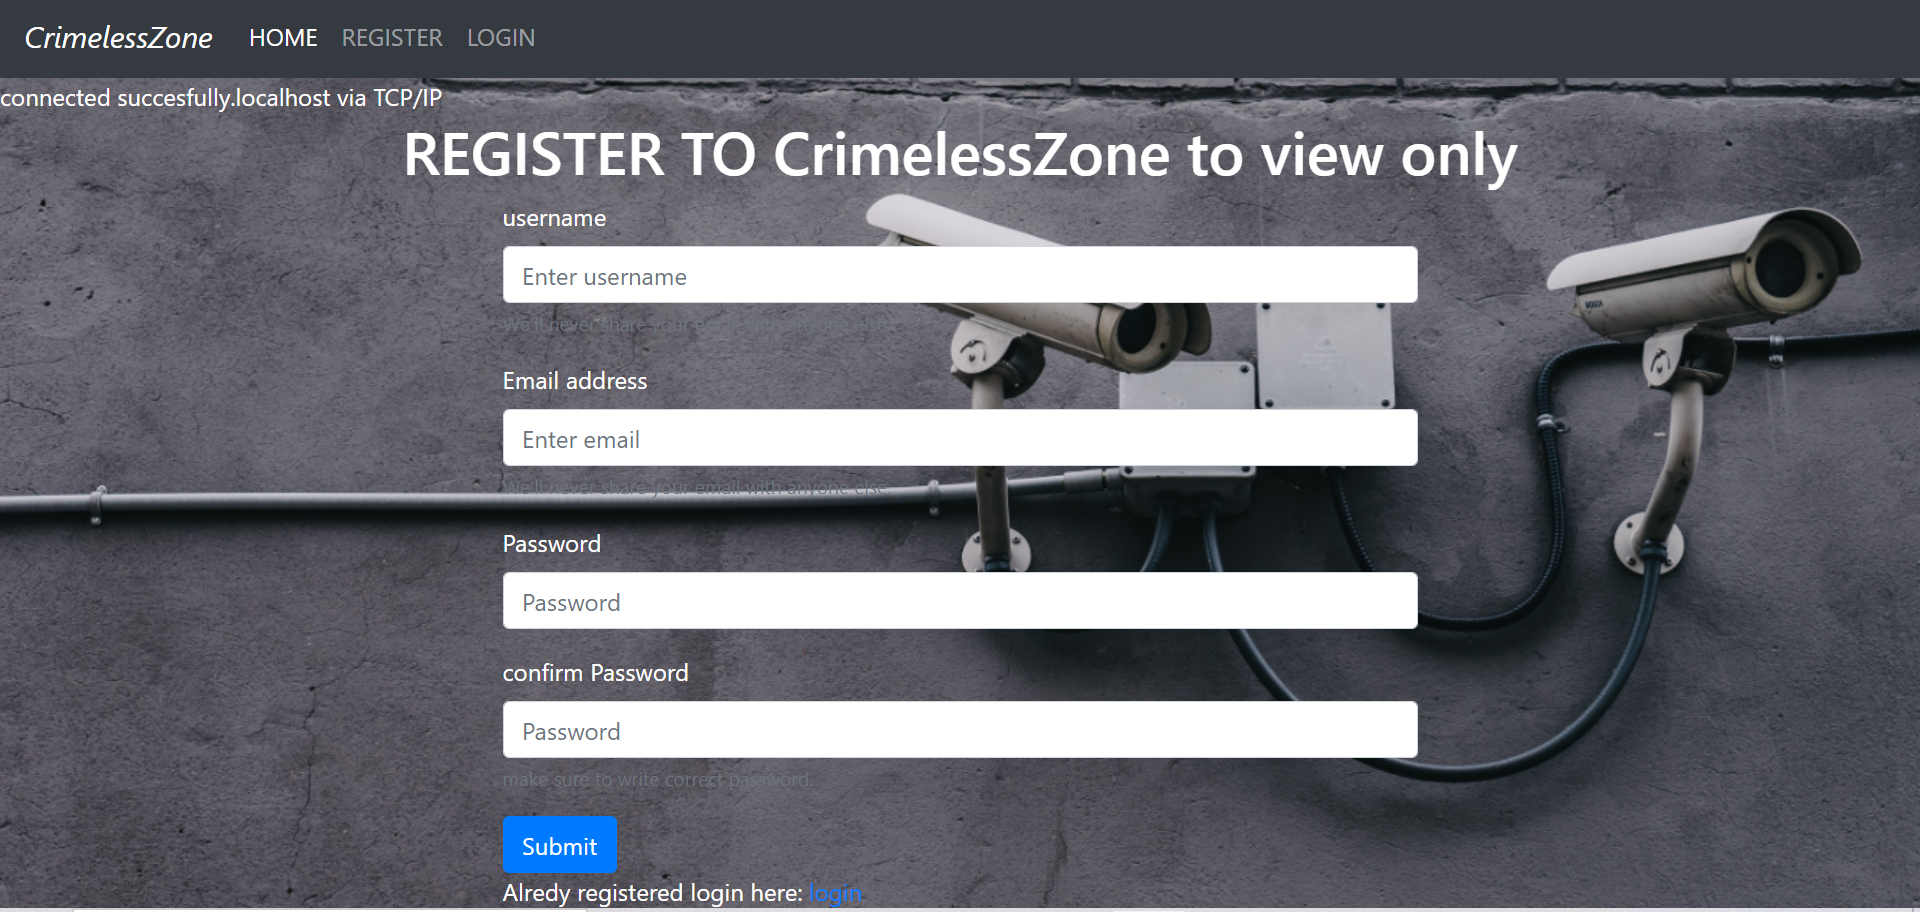 CrimelessZone HOME REGISTER LOGIN
connected succesfully.localhost via TCP/IP
REGISTER TO CrimelessZone to view only
username
Enter username
We'll never share your email with anyone else.
Email address
Enter email
We'll never share your email with anyone else.
Password
Password
confirm Password
Password
make sure to write correct password.
Submit
Alredy registered login here: login
BOSCH